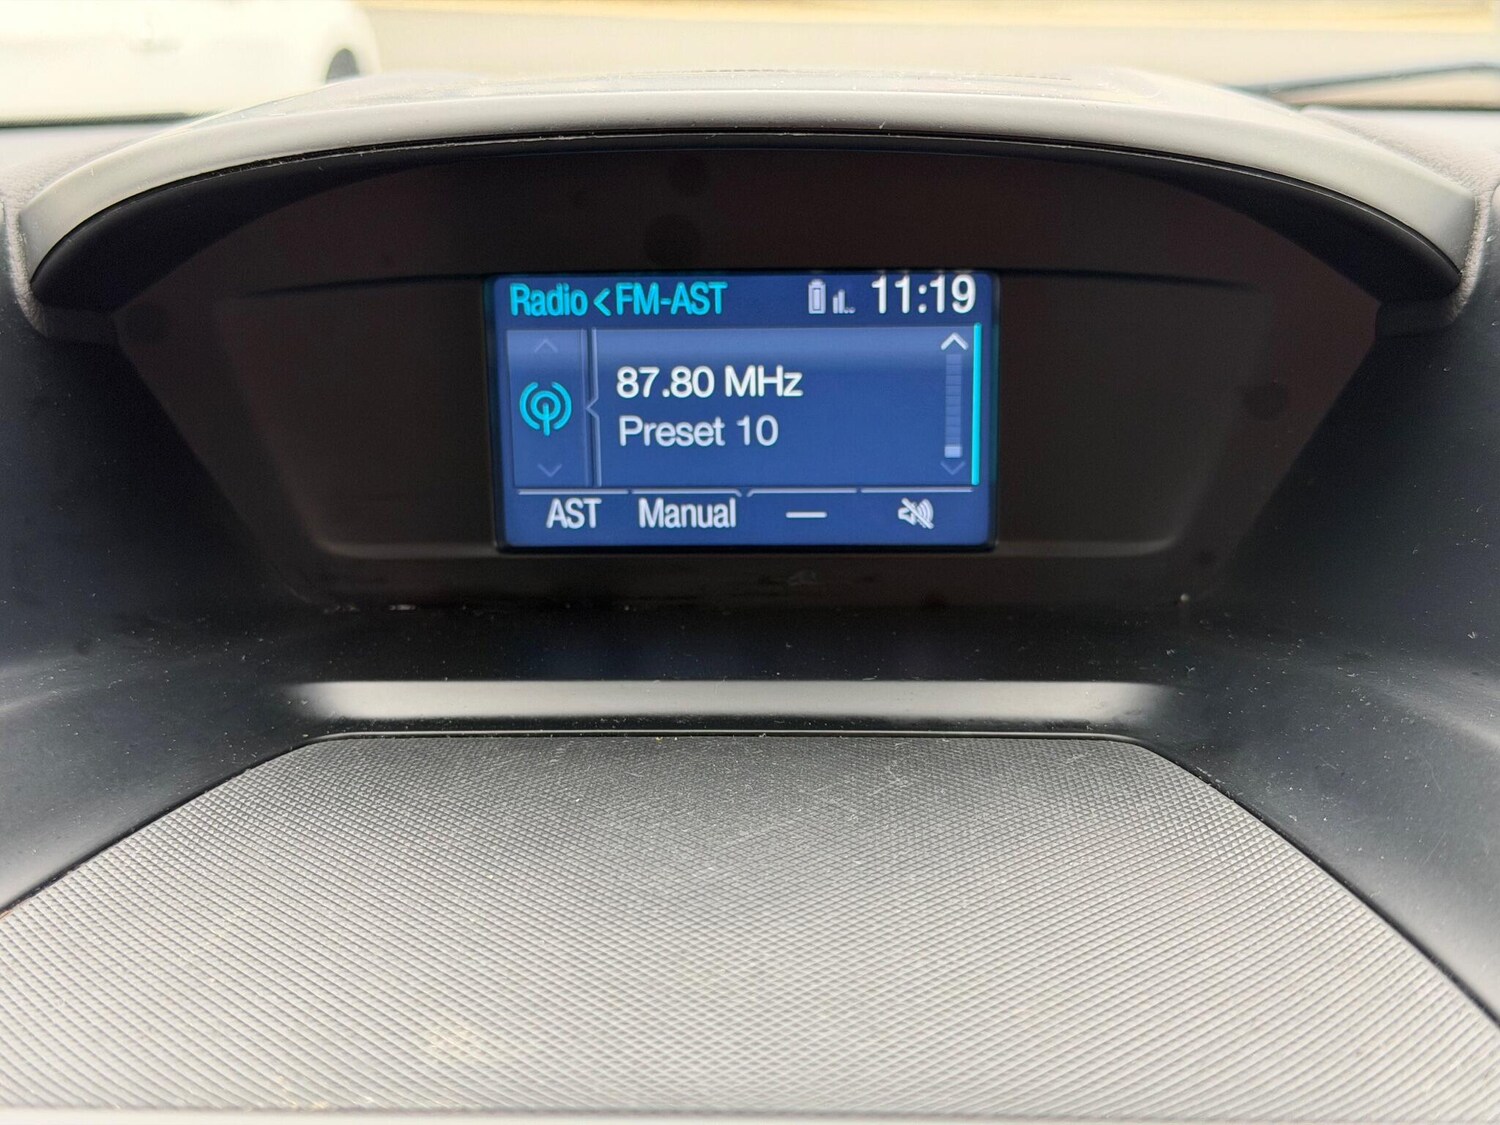 Radio < FM-AST 11:19
87.80 MHz
Preset 10
AST Manual —